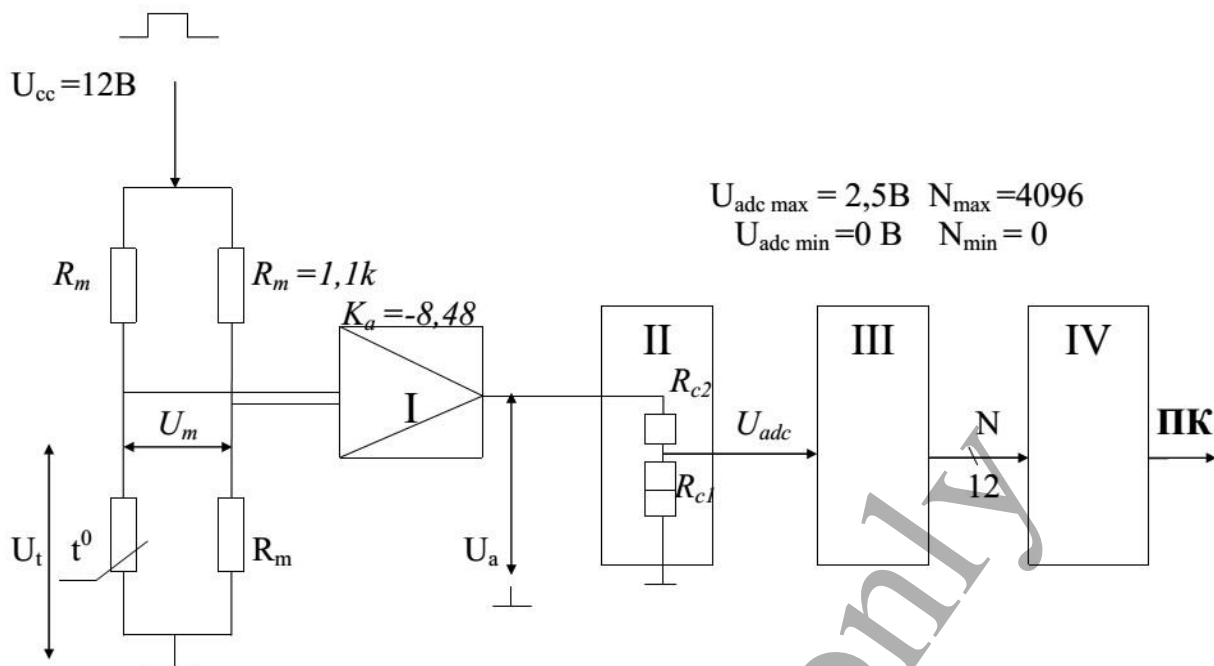 U_cc =12В
U_adc max = 2,5В N_max =4096
U_adc min =0 В N_min = 0
R_m
R_m =1,1k
K_a =-8,48
I
II
III
IV
R_c2
U_m
U_adc
N
12
ПК
R_c1
U_t
t^0
R_m
U_a
only